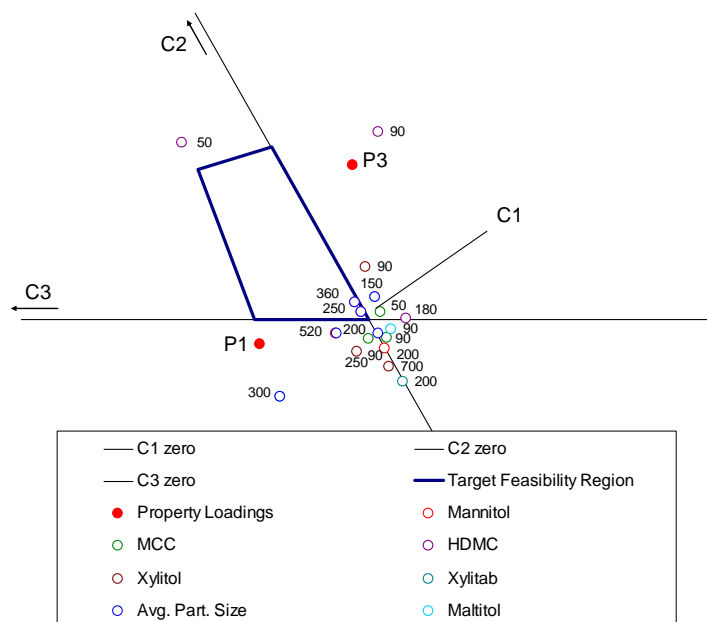 C2
50
90
P3
C1
90
150
360
250
50
180
C3
520
200
90
P1
90
250
90
200
700
200
300
C1 zero
C2 zero
C3 zero
Target Feasibility Region
Property Loadings
Mannitol
MCC
HDMC
Xylitol
Xylitab
Avg. Part. Size
Maltitol